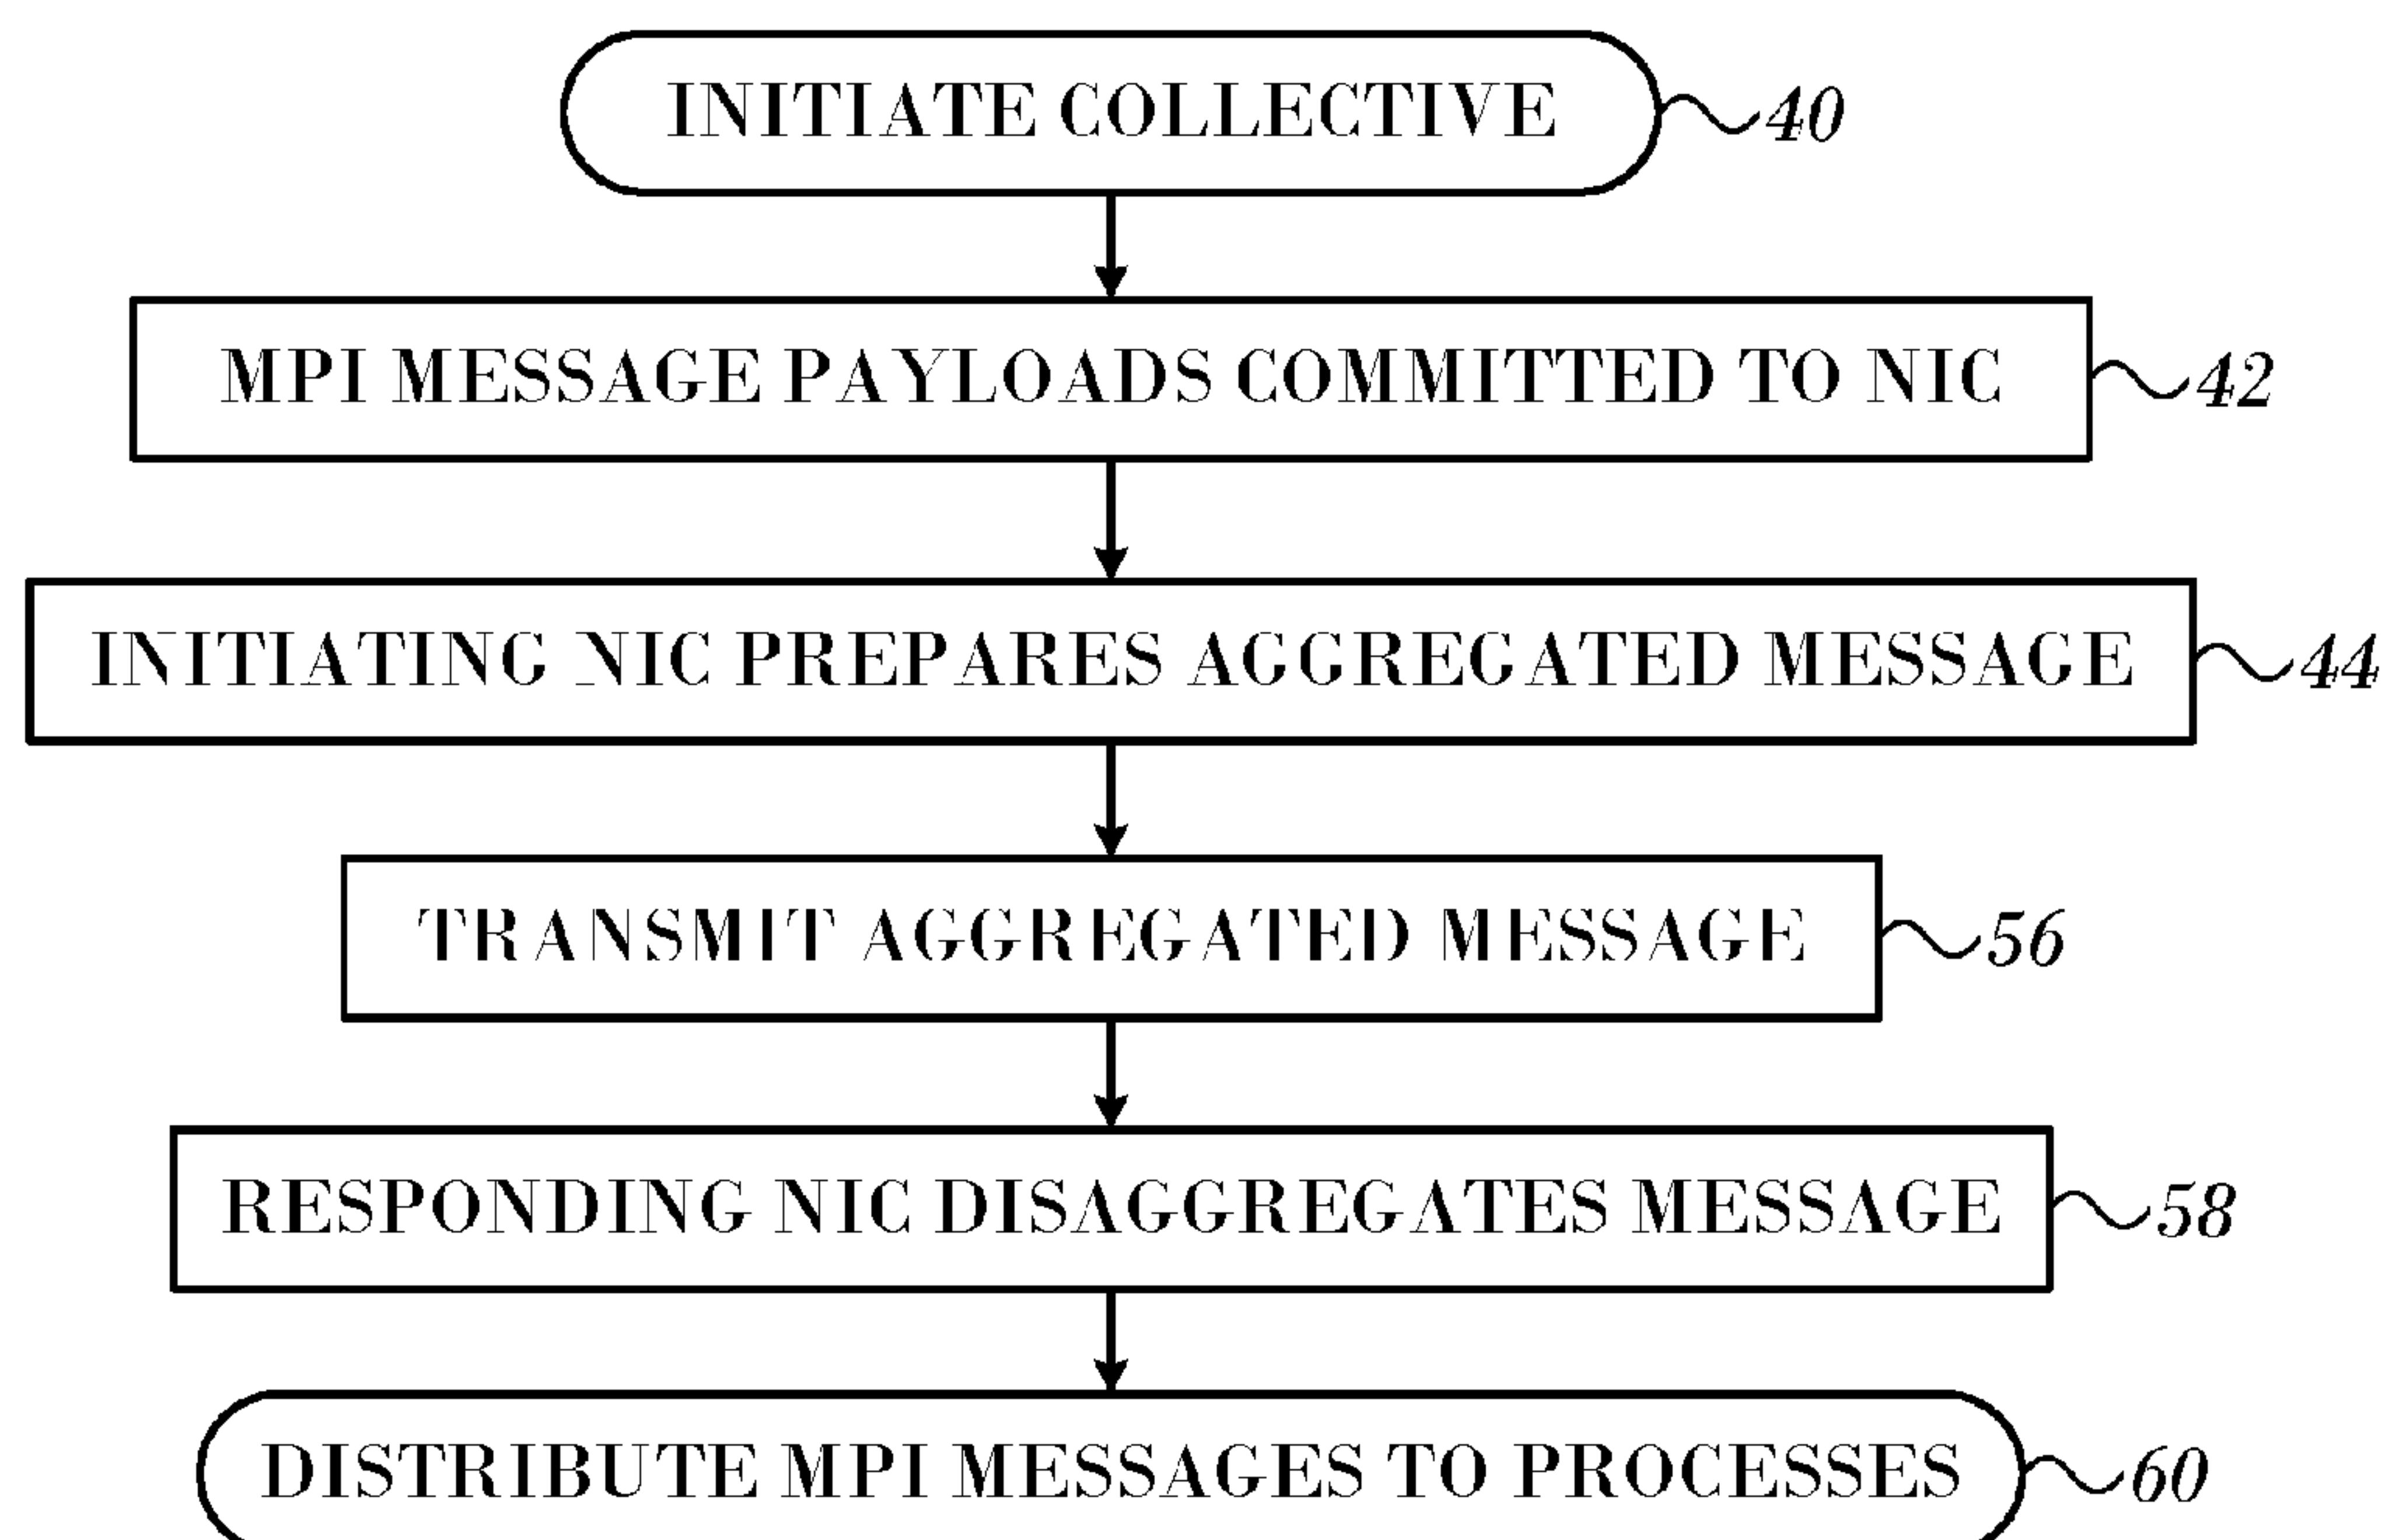 INITIATE COLLECTIVE 40
MPI MESSAGE PAYLOADS COMMITTED TO NIC 42
INITIATING NIC PREPARES AGGREGATED MESSAGE 44
TRANSMIT AGGREGATED MESSAGE 56
RESPONDING NIC DISAGGREGATES MESSAGE 58
DISTRIBUTE MPI MESSAGES TO PROCESSES 60